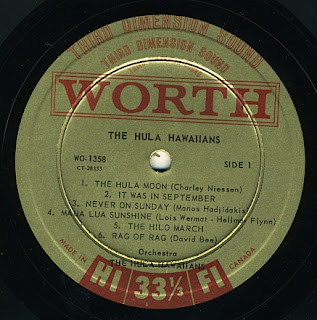 THIRD DIMENSION SOUND
THIRD DIMENSION SOUND
WORTH
THE HULA HAWAIIANS
WO-1358
SIDE 1
1. THE HULA MOON (Charley Niessen)
2. IT WAS IN SEPTEMBER
3. NEVER ON SUNDAY (Manos Hadjidakis)
4. MANA LUA SUNSHINE (Lois Wermat - Hellmer Flynn)
5. THE HILO MARCH
6. RAG OF RAG (David Bee)
Orchestra
THE HULA HAWAIIANS
MADE IN CANADA
HI 33⅓ FI